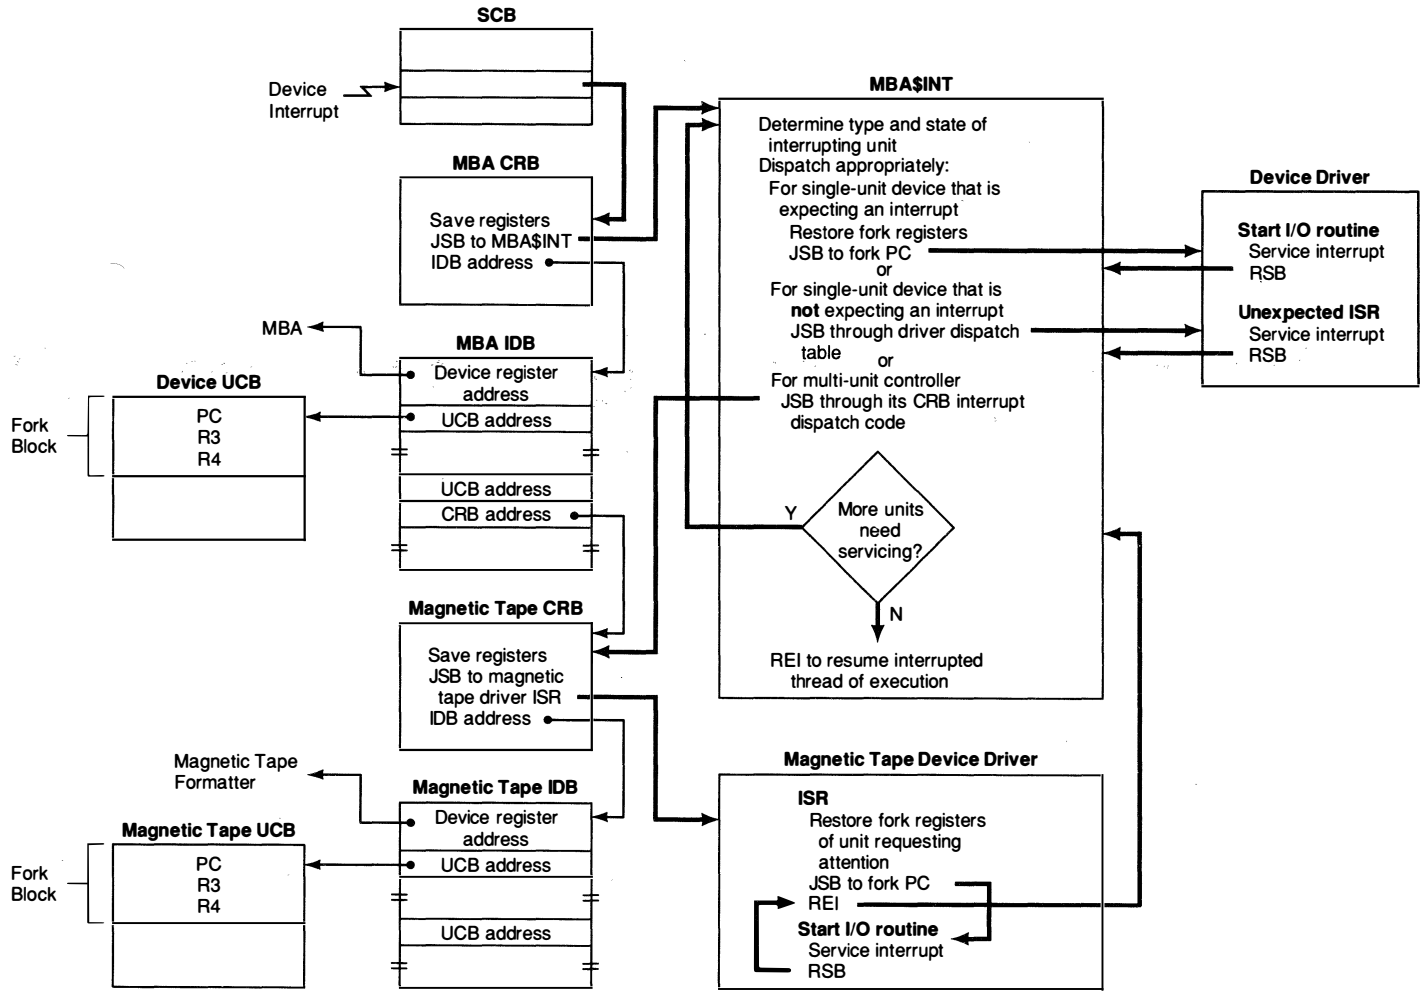 SCB
Device
Interrupt
MBA CRB
Save registers
JSB to MBA$INT
IDB address
MBA
MBA IDB
Device register
address
UCB address
UCB address
CRB address
Device UCB
Fork
Block
PC
R3
R4
Magnetic Tape CRB
Save registers
JSB to magnetic
tape driver ISR
IDB address
Magnetic Tape
Formatter
Magnetic Tape IDB
Device register
address
UCB address
UCB address
Magnetic Tape UCB
Fork
Block
PC
R3
R4
MBA$INT
Determine type and state of
interrupting unit
Dispatch appropriately:
For single-unit device that is
expecting an interrupt
Restore fork registers
JSB to fork PC
or
For single-unit device that is
not expecting an interrupt
JSB through driver dispatch
table
or
For multi-unit controller
JSB through its CRB interrupt
dispatch code
More units
need
servicing?
Y
N
REI to resume interrupted
thread of execution
Device Driver
Start I/O routine
Service interrupt
RSB
Unexpected ISR
Service interrupt
RSB
Magnetic Tape Device Driver
ISR
Restore fork registers
of unit requesting
attention
JSB to fork PC
REI
Start I/O routine
Service interrupt
RSB